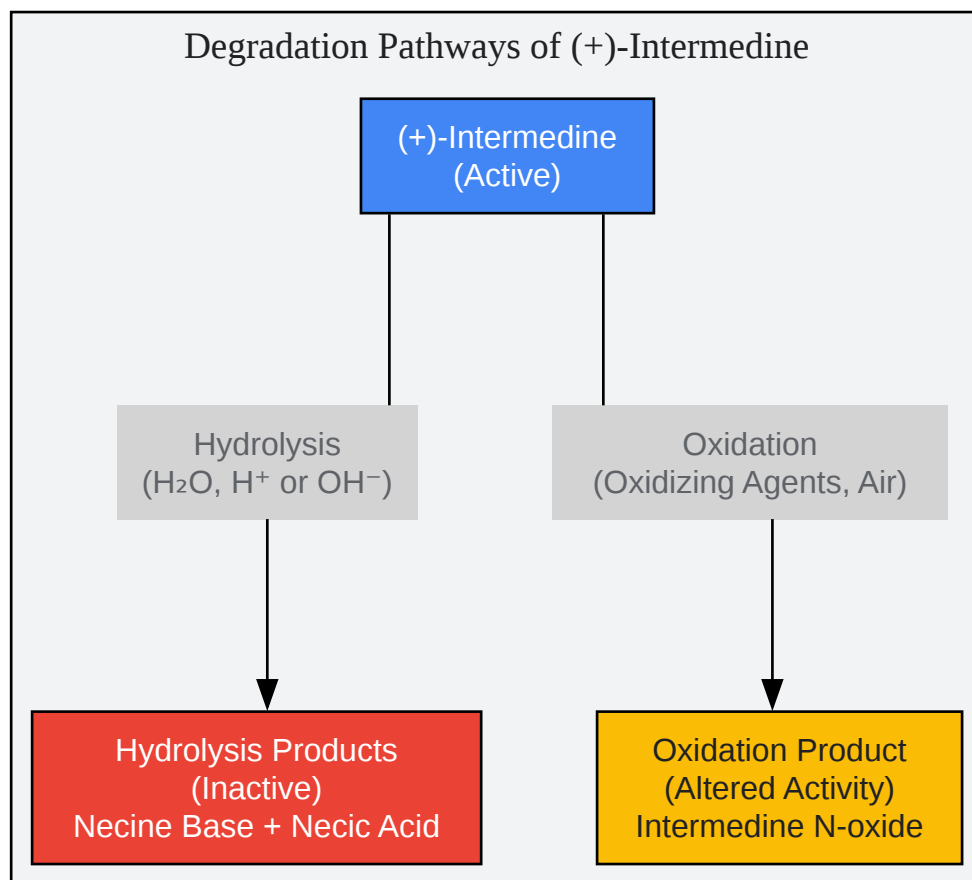 Degradation Pathways of (+)-Intermedine
(+)-Intermedine
(Active)
Hydrolysis
(H₂O, H⁺ or OH⁻)
Oxidation
(Oxidizing Agents, Air)
Hydrolysis Products
(Inactive)
Necine Base + Necic Acid
Oxidation Product
(Altered Activity)
Intermedine N-oxide